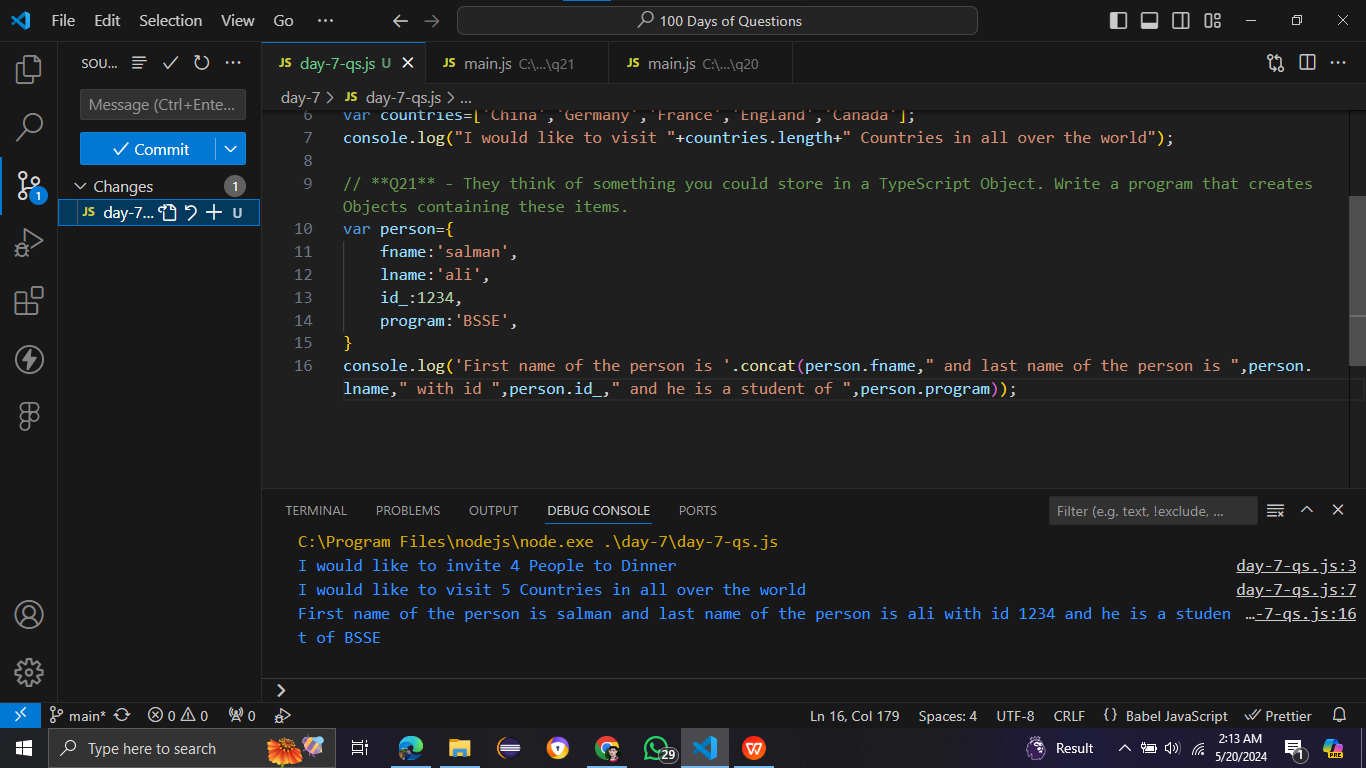 File Edit Selection View Go ··· 100 Days of Questions
SOU... JS day-7-qs.js U JS main.js C:\...\q21 JS main.js C:\...\q20
day-7 > JS day-7-qs.js > ...
Message (Ctrl+Ente...
Commit
Changes 1
JS day-7... U
1
6 var countries=['China','Germany','France','England','Canada'];
7 console.log("I would like to visit "+countries.length+" Countries in all over the world");
8
9 // **Q21** - They think of something you could store in a TypeScript Object. Write a program that creates
Objects containing these items.
10 var person={
11 fname:'salman',
12 lname:'ali',
13 id_:1234,
14 program:'BSSE',
15 }
16 console.log('First name of the person is '.concat(person.fname," and last name of the person is ",person.
lname," with id ",person.id_," and he is a student of ",person.program));
TERMINAL PROBLEMS OUTPUT DEBUG CONSOLE PORTS Filter (e.g. text, !exclude, ...
C:\Program Files\nodejs\node.exe .\day-7\day-7-qs.js
I would like to invite 4 People to Dinner day-7-qs.js:3
I would like to visit 5 Countries in all over the world day-7-qs.js:7
First name of the person is salman and last name of the person is ali with id 1234 and he is a studen …-7-qs.js:16
t of BSSE
main* 0 0 0 Ln 16, Col 179 Spaces: 4 UTF-8 CRLF {} Babel JavaScript Prettier
Type here to search 29 Result 2:13 AM 1 PRE
5/20/2024